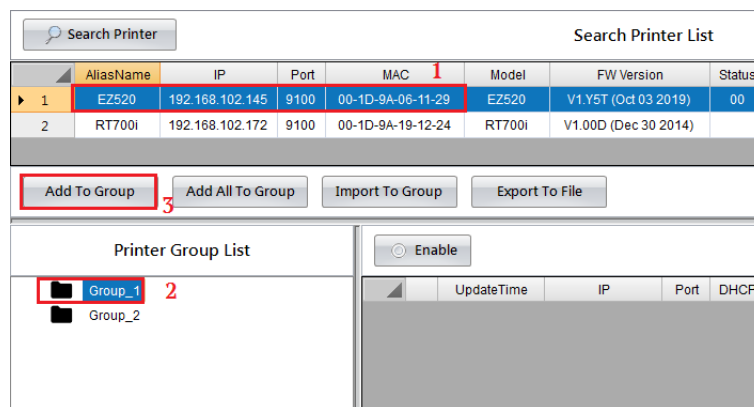 Search Printer
Search Printer List
AliasName IP Port MAC 1 Model FW Version Status
1 EZ520 192.168.102.145 9100 00-1D-9A-06-11-29 EZ520 V1.Y5T (Oct 03 2019) 00
2 RT700i 192.168.102.172 9100 00-1D-9A-19-12-24 RT700i V1.00D (Dec 30 2014)
Add To Group 3 Add All To Group Import To Group Export To File
Printer Group List
Enable
Group_1 2
UpdateTime IP Port DHCP
Group_2